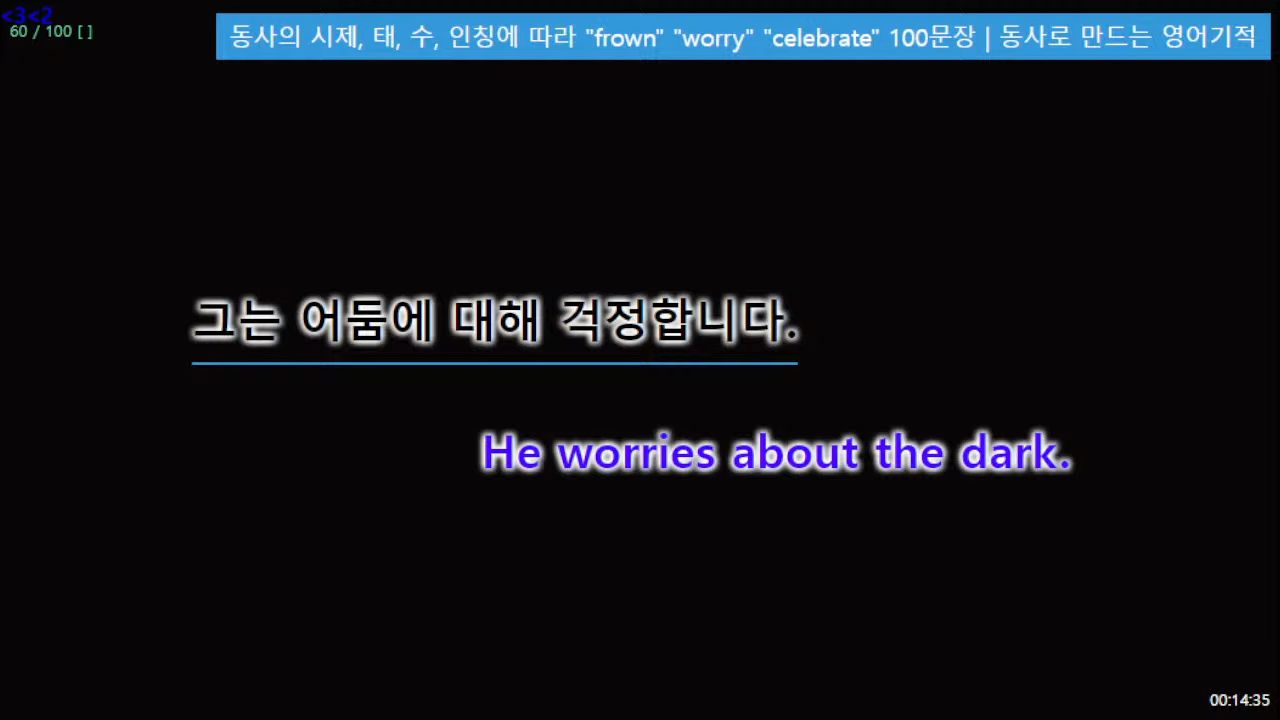 <3<2
60 / 100 [ ]
동사의 시제, 태, 수, 인칭에 따라 "frown" "worry" "celebrate" 100문장 | 동사로 만드는 영어기적
그는 어둠에 대해 걱정합니다.
He worries about the dark.
00:14:35